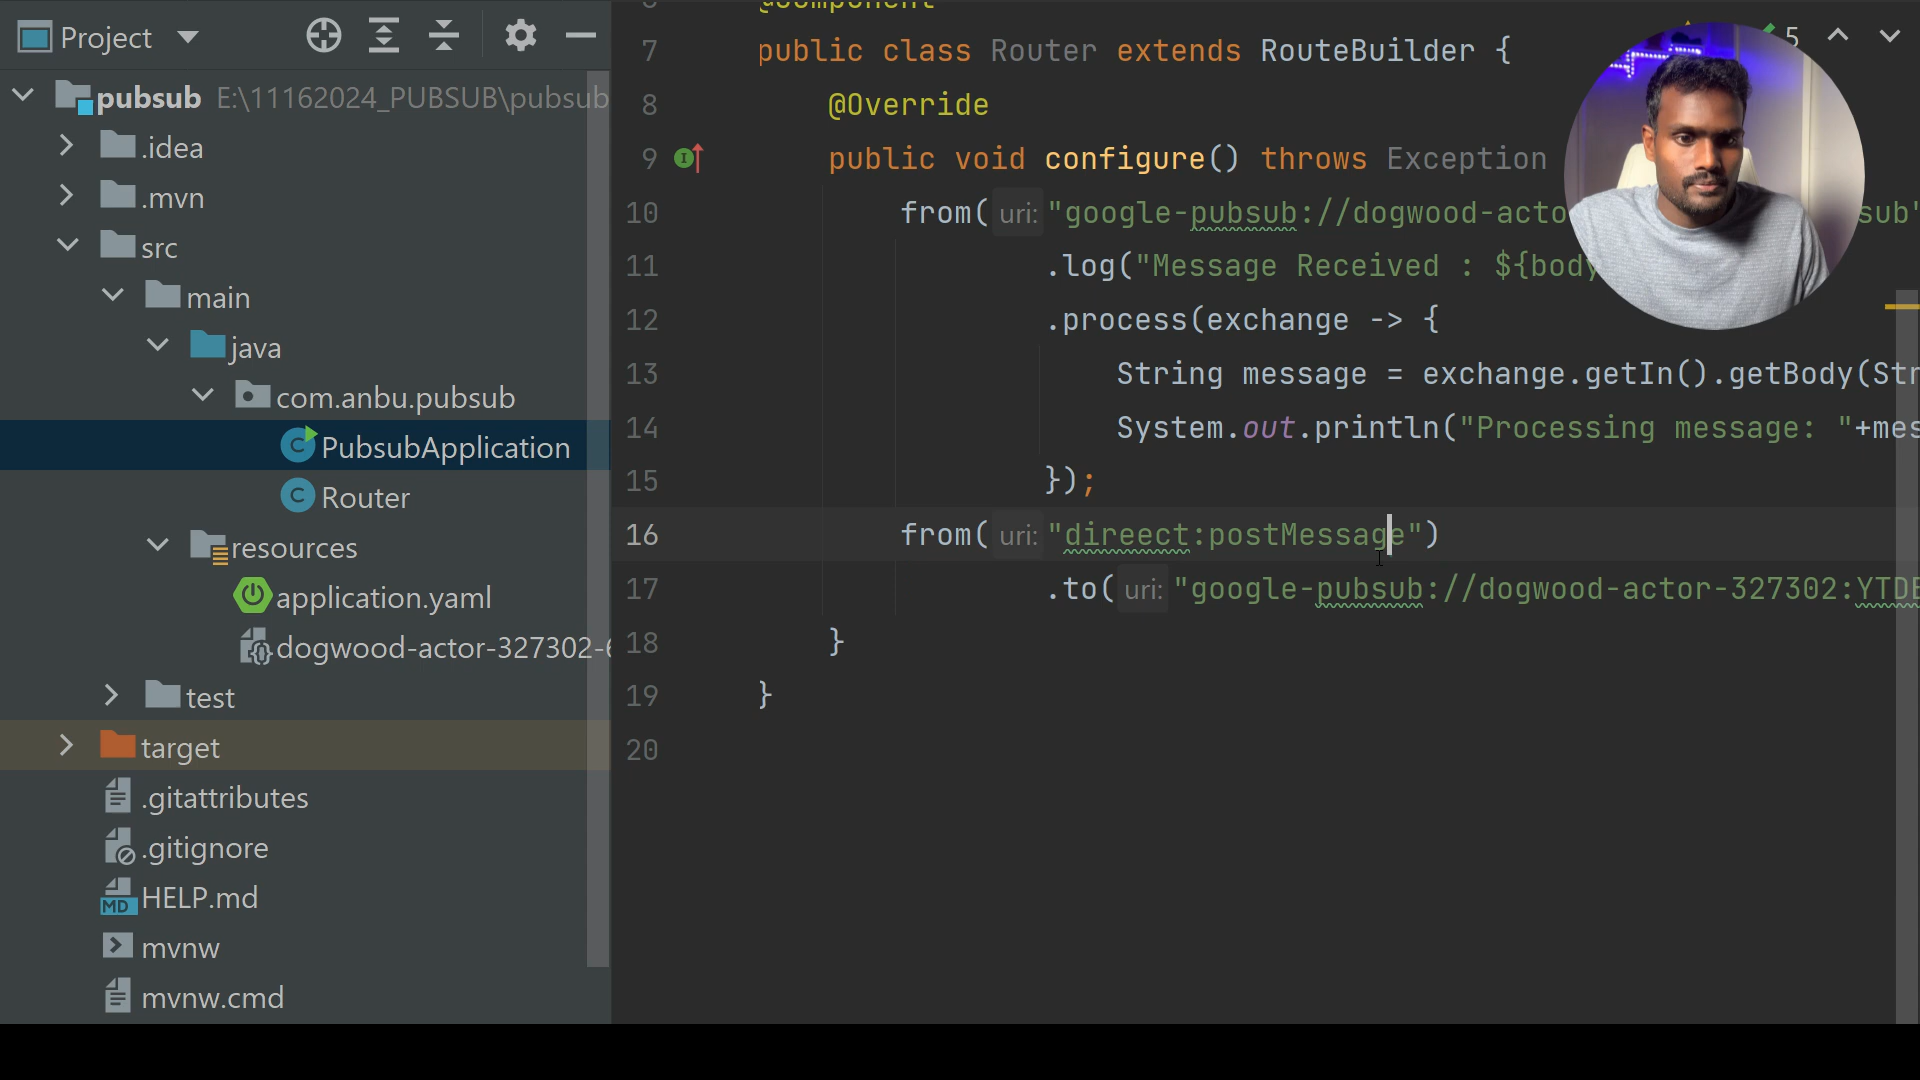 Project
pubsub E:\11162024_PUBSUB\pubsub
.idea
.mvn
src
main
java
com.anbu.pubsub
PubsubApplication
Router
resources
application.yaml
dogwood-actor-327302-6
test
target
.gitattributes
.gitignore
HELP.md
mvnw
mvnw.cmd
@Component
5
7 public class Router extends RouteBuilder {
8 @Override
9 public void configure() throws Exception
10 from( uri: "google-pubsub://dogwood-acto sub"
11 .log("Message Received : ${body
12 .process(exchange -> {
13 String message = exchange.getIn().getBody(Str
14 System.out.println("Processing message: "+mes
15 });
16 from( uri: "direect:postMessage")
17 .to( uri: "google-pubsub://dogwood-actor-327302:YTDE
18 }
19 }
20